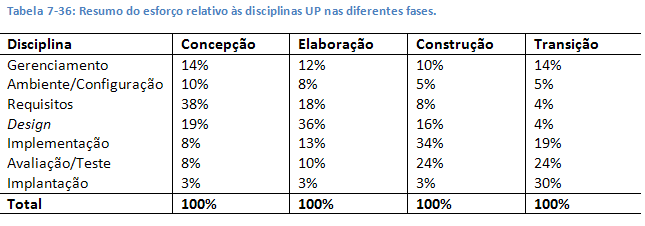 Tabela 7-36: Resumo do esforço relativo às disciplinas UP nas diferentes fases.
Disciplina Concepção Elaboração Construção Transição
Gerenciamento 14% 12% 10% 14%
Ambiente/Configuração 10% 8% 5% 5%
Requisitos 38% 18% 8% 4%
Design 19% 36% 16% 4%
Implementação 8% 13% 34% 19%
Avaliação/Teste 8% 10% 24% 24%
Implantação 3% 3% 3% 30%
Total 100% 100% 100% 100%